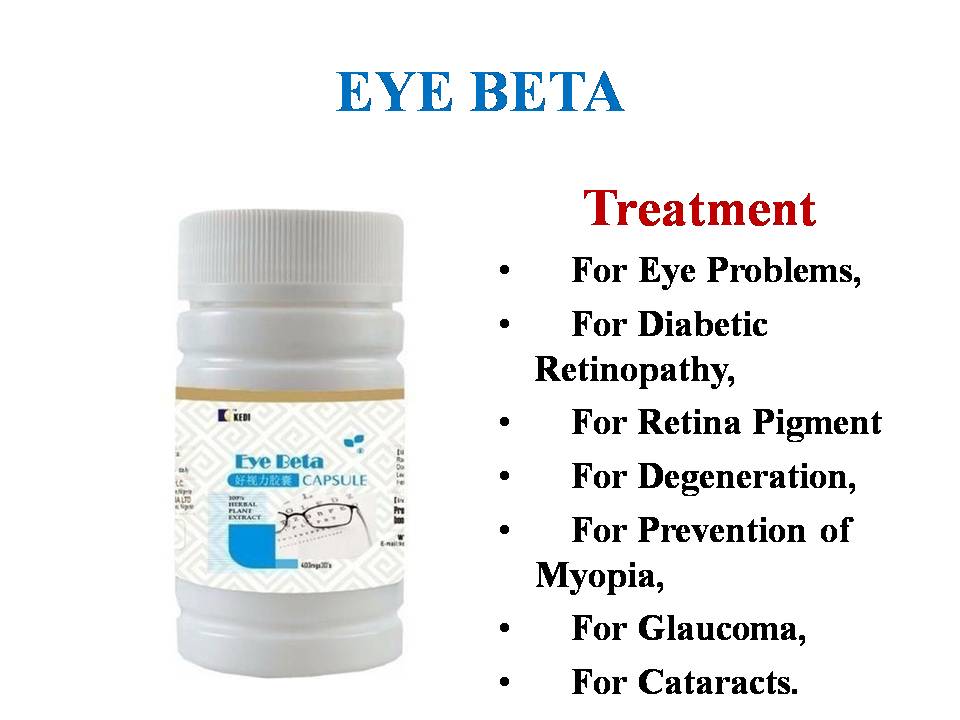 EYE BETA
Treatment
• For Eye Problems,
• For Diabetic
Retinopathy,
• For Retina Pigment
• For Degeneration,
• For Prevention of
Myopia,
• For Glaucoma,
• For Cataracts.
KEDI
Eye Beta
好视力胶囊 CAPSULE
100%
HERBAL
PLANT
EXTRACT